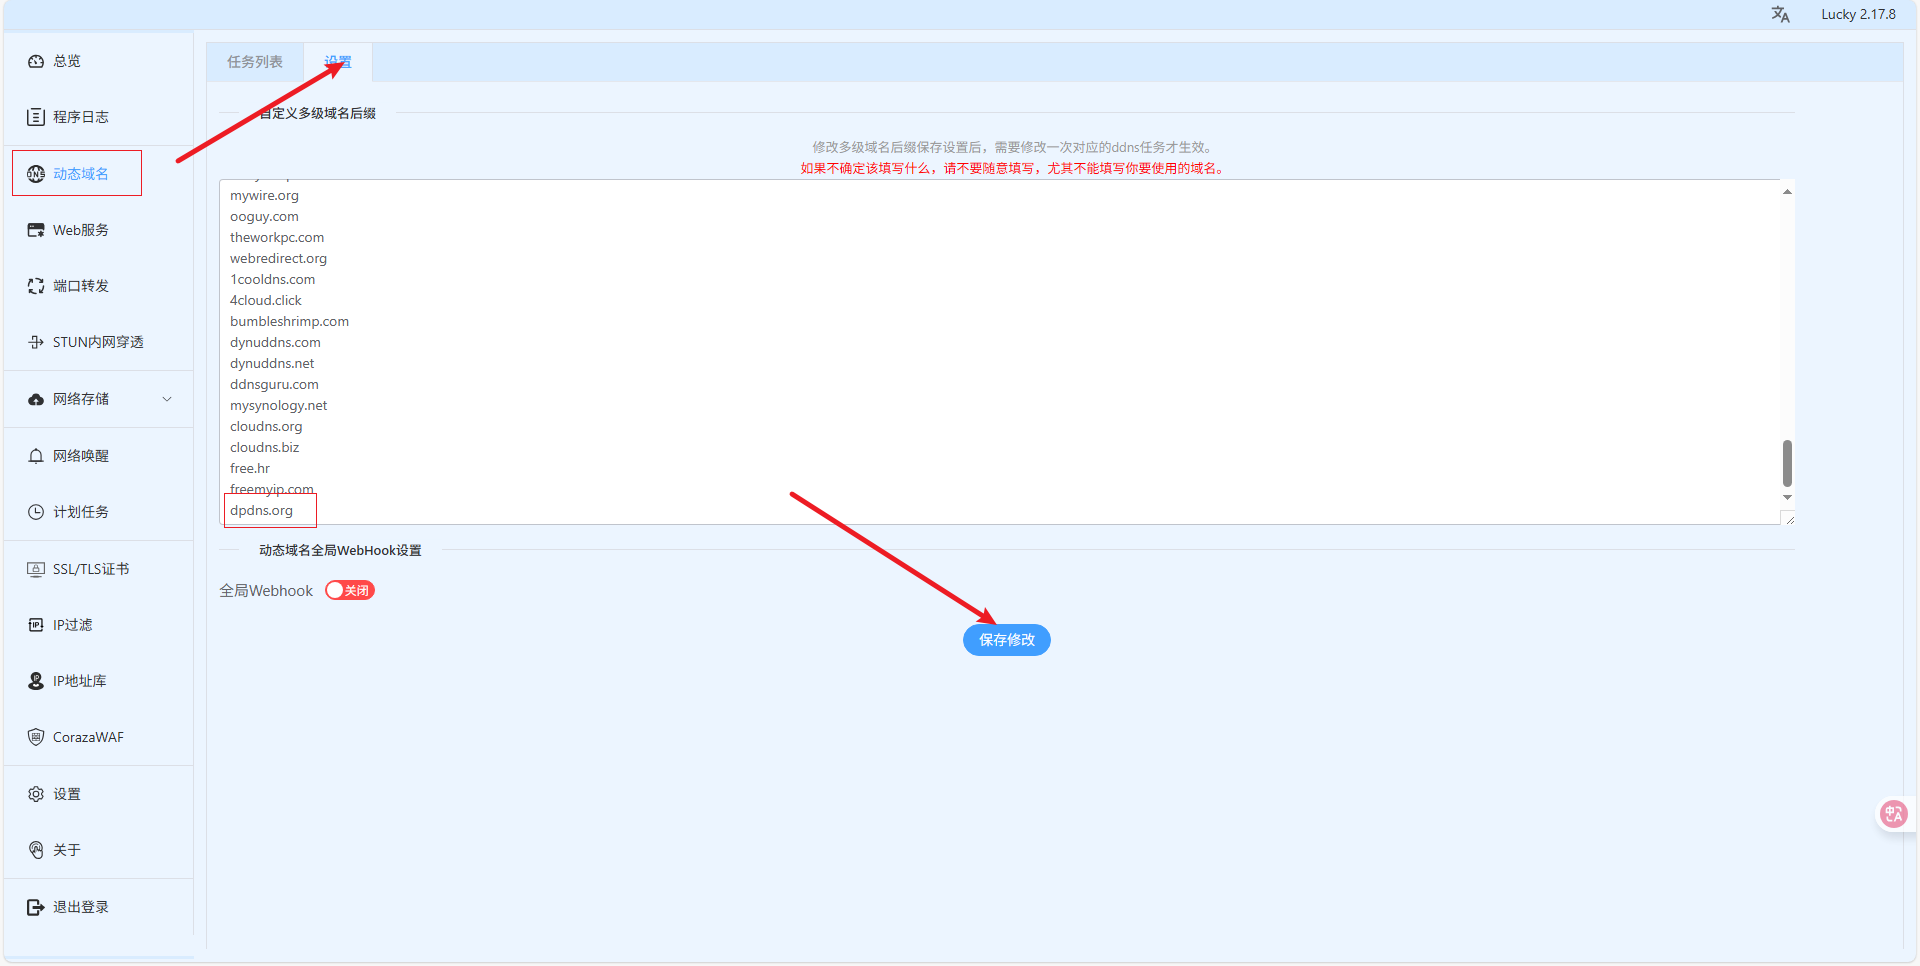 Lucky 2.17.8
总览
程序日志
动态域名
Web服务
端口转发
STUN内网穿透
网络存储
网络唤醒
计划任务
SSL/TLS证书
IP过滤
IP地址库
CorazaWAF
设置
关于
退出登录
任务列表
设置
自定义多级域名后缀
修改多级域名后缀保存设置后，需要修改一次对应的ddns任务才生效。
如果不确定该填写什么，请不要随意填写，尤其不能填写你要使用的域名。
mywire.org
ooguy.com
theworkpc.com
webredirect.org
1cooldns.com
4cloud.click
bumbleshrimp.com
dynuddns.com
dynuddns.net
ddnsguru.com
mysynology.net
cloudns.org
cloudns.biz
free.hr
freemyip.com
dpdns.org
动态域名全局WebHook设置
全局Webhook
关闭
保存修改